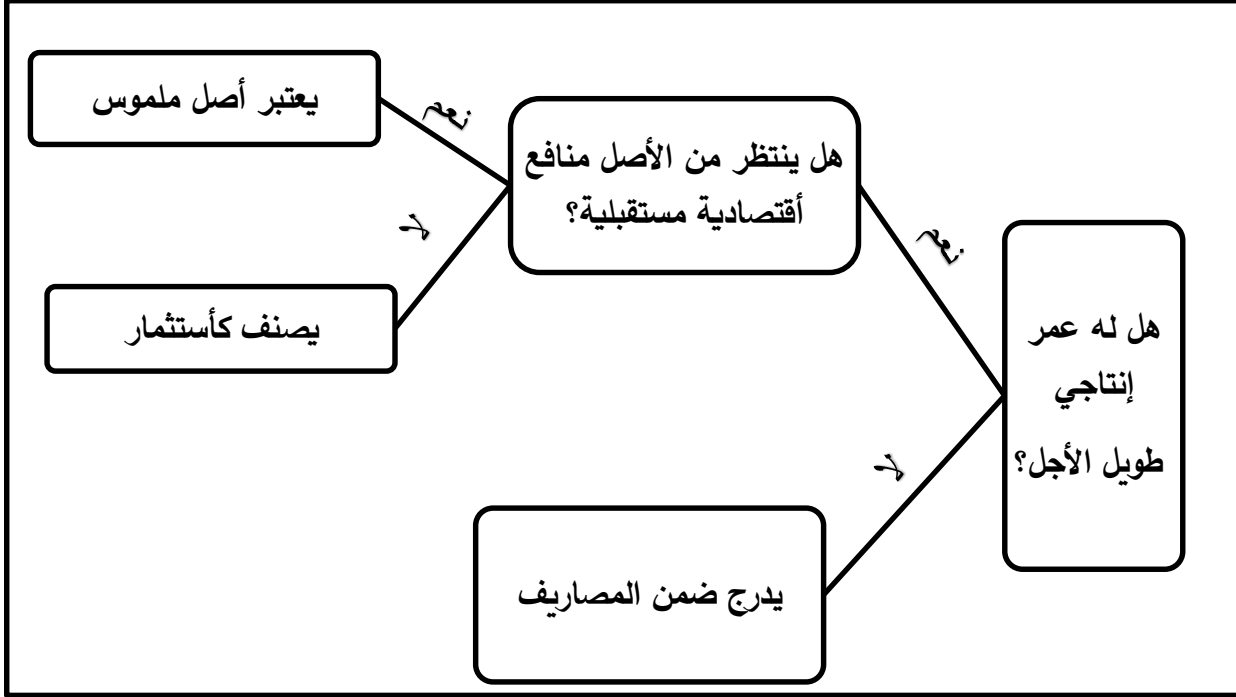 هل له عمر
إنتاجي
طويل الأجل؟
نعم
هل ينتظر من الأصل منافع
أقتصادية مستقبلية؟
نعم
يعتبر أصل ملموس
لا
يصنف كأستثمار
لا
يدرج ضمن المصاريف